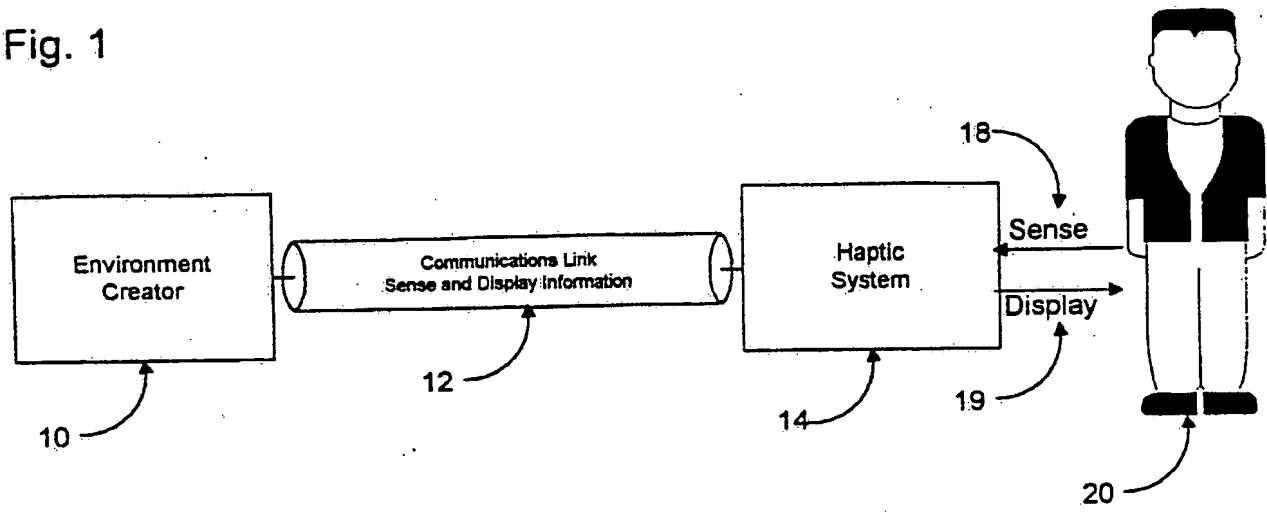 Fig. 1
18
Sense
Environment
Creator
Communications Link
Sense and Display Information
Haptic
System
Display
12
19
14
10
20